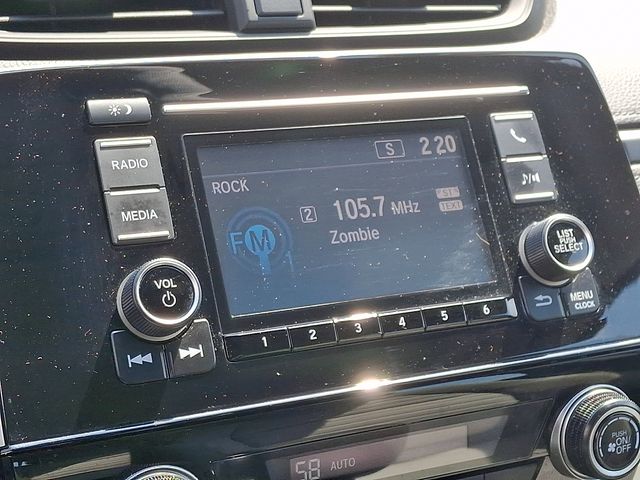 S 2 20
ROCK
RADIO
ST
2 105.7 MHz
TEXT
MEDIA
FM
Zombie
LIST
PUSH
SELECT
VOL
MENU
CLOCK
1 2 3 4 5 6
58 AUTO
PUSH
ON/
OFF